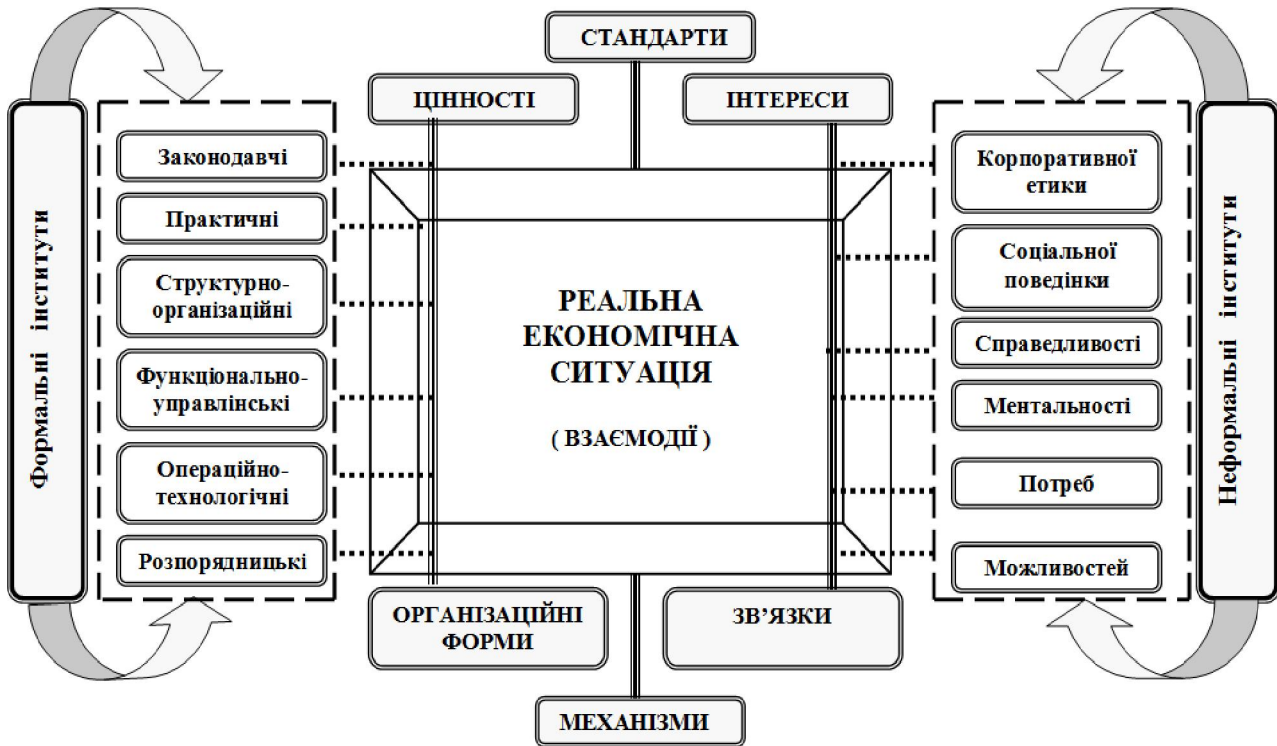 СТАНДАРТИ
ЦІННОСТІ
ІНТЕРЕСИ
Формальні інститути
Законодавчі
Практичні
Структурно-
організаційні
Функціонально-
управлінські
Операційно-
технологічні
Розпорядницькі
РЕАЛЬНА
ЕКОНОМІЧНА
СИТУАЦІЯ
( ВЗАЄМОДІЇ )
Корпоративної
етики
Соціальної
поведінки
Справедливості
Ментальності
Потреб
Можливостей
Неформальні інститути
ОРГАНІЗАЦІЙНІ
ФОРМИ
ЗВ’ЯЗКИ
МЕХАНІЗМИ